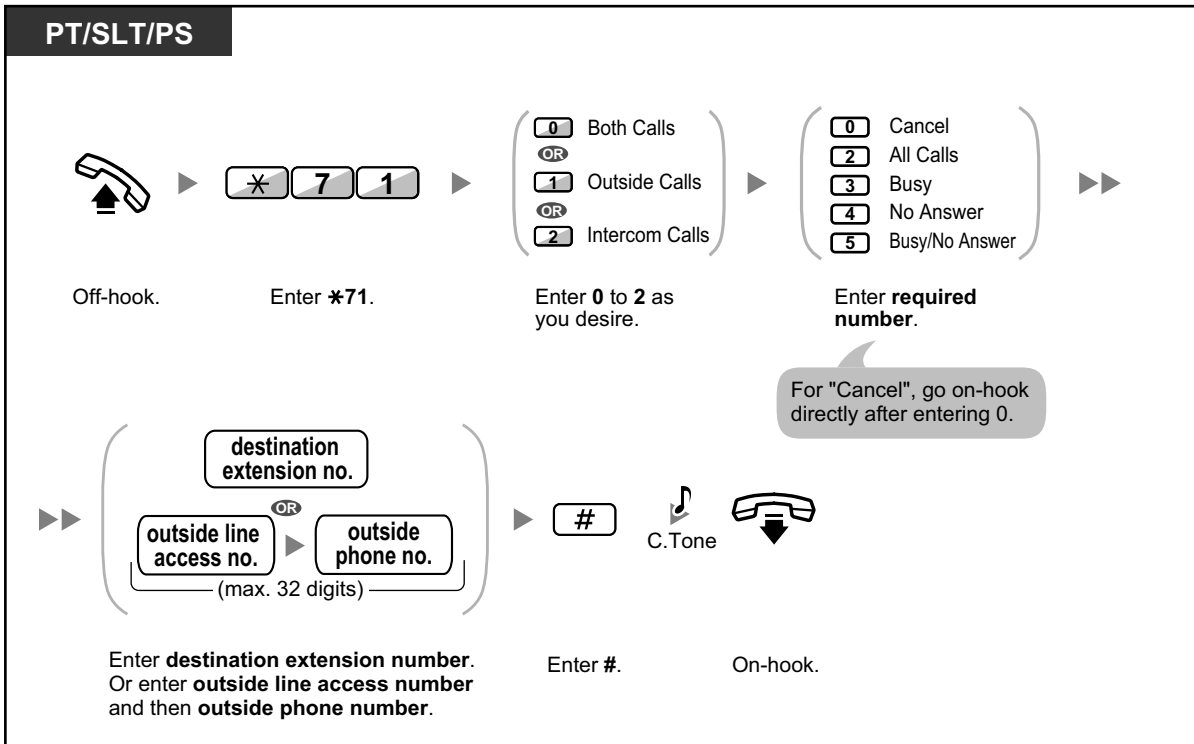 PT/SLT/PS
0 Both Calls
OR
1 Outside Calls
OR
2 Intercom Calls
0 Cancel
2 All Calls
3 Busy
4 No Answer
5 Busy/No Answer
* 7 1
Off-hook.
Enter *71.
Enter 0 to 2 as
you desire.
Enter required
number.
For "Cancel", go on-hook
directly after entering 0.
destination
extension no.
OR
outside line
access no.
outside
phone no.
(max. 32 digits)
#
C.Tone
Enter destination extension number.
Or enter outside line access number
and then outside phone number.
Enter #.
On-hook.